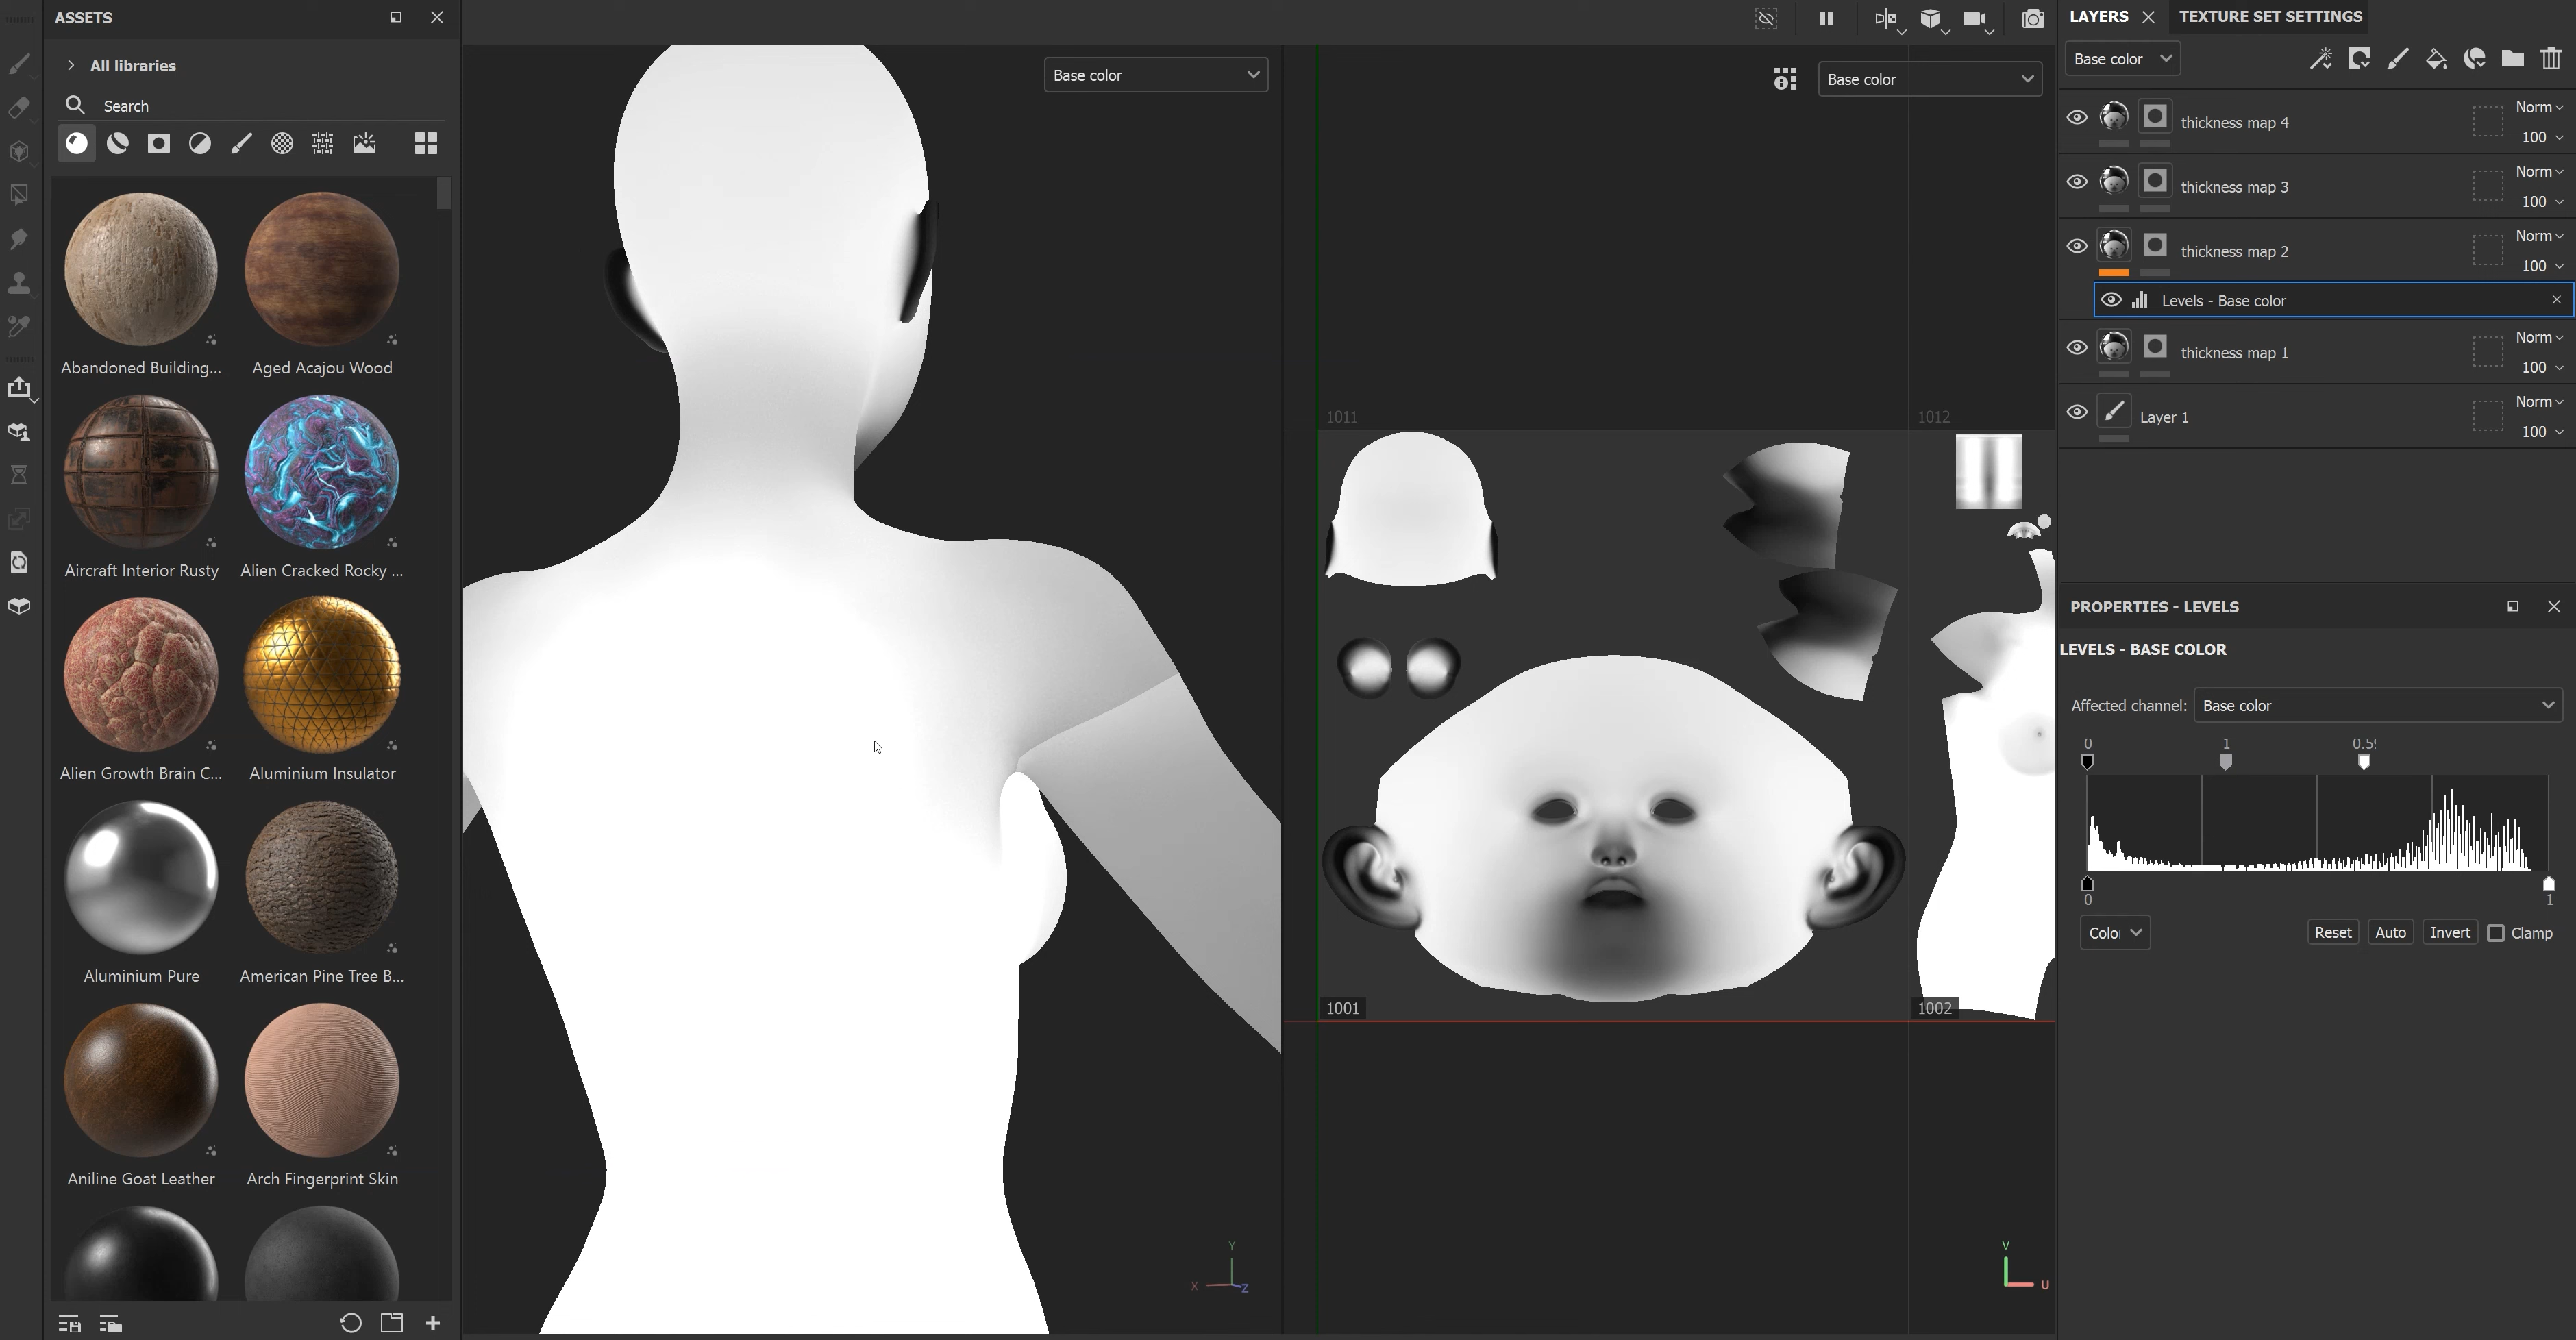 ASSETS
All libraries
Search
Abandoned Building...
Aged Acajou Wood
Aircraft Interior Rusty
Alien Cracked Rocky ...
Alien Growth Brain C...
Aluminium Insulator
Aluminium Pure
American Pine Tree B...
Aniline Goat Leather
Arch Fingerprint Skin
Base color
Y
X
Z
Base color
1011
1012
1001
1002
V
U
LAYERS
TEXTURE SET SETTINGS
Base color
thickness map 4
Norm
100
thickness map 3
Norm
100
thickness map 2
Norm
100
Levels - Base color
thickness map 1
Norm
100
Layer 1
Norm
100
PROPERTIES - LEVELS
LEVELS - BASE COLOR
Affected channel: Base color
0 1
0 1
Reset Auto Invert Clamp